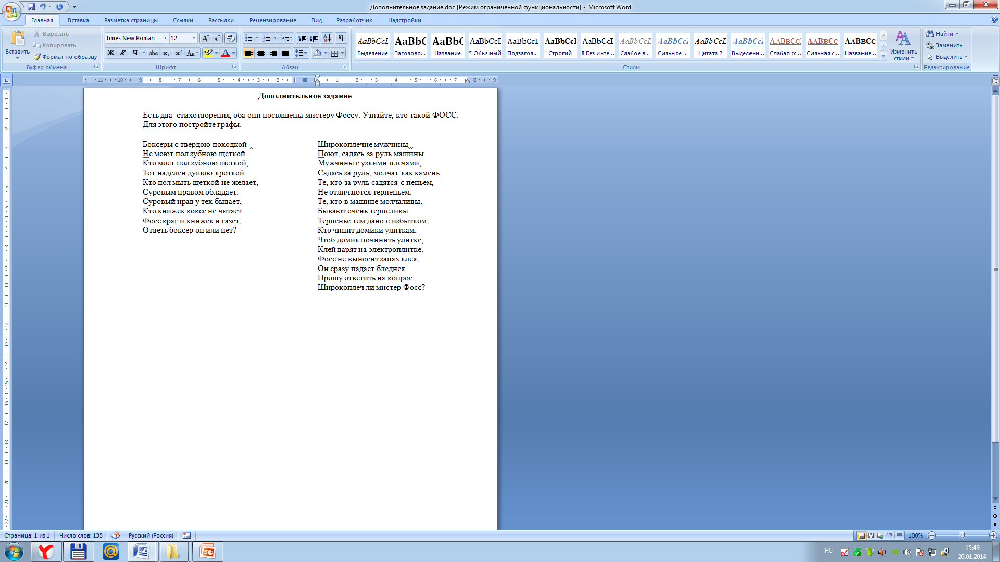 Дополнительное задание.doc [Режим ограниченной функциональности] - Microsoft Word
Главная Вставка Разметка страницы Ссылки Рассылки Рецензирование Вид Разработчик Надстройки
Вставить
Вырезать
Копировать
Формат по образцу
Буфер обмена
Times New Roman 12
Ж К Ч abc x₂ x² Aa
Шрифт
Абзац
AaBbCcI AaBbC AaBbC AaBbCcI AaBbCcI AaBbCcI AaBbCcI AaBbCcI AaBbCcI AaBbCcI AaBbCcI AaBbCcI AaBbCc AaBbCc
Выделение Заголово... Название ¶ Обычный Подзагол... Строгий ¶ Без инте... Слабое в... Сильное ... Цитата 2 Выделенн... Слабая сс... Сильная с... Название...
Изменить стили
Стили
Найти
Заменить
Выделить
Редактирование
Дополнительное задание
Есть два стихотворения, оба они посвящены мистеру Фоссу. Узнайте, кто такой ФОСС.
Для этого постройте графы.
Боксеры с твердою походкой
Не моют пол зубною щеткой.
Кто моет пол зубною щеткой,
Тот наделен душою кроткой.
Кто пол мыть щеткой не желает,
Суровым нравом обладает.
Суровый нрав у тех бывает,
Кто книжек вовсе не читает.
Фосс враг и книжек и газет,
Ответь боксер он или нет?
Широкоплечие мужчины
Поют, садясь за руль машины.
Мужчины с узкими плечами,
Садясь за руль, молчат как камень.
Те, кто за руль садятся с пеньем,
Не отличаются терпеньем.
Те, кто в машине молчаливы,
Бывают очень терпеливы.
Терпенье тем дано с избытком,
Кто чинит домики улиткам.
Чтоб домик починить улитке,
Клей варят на электроплитке.
Фосс не выносит запах клея,
Он сразу падает бледнея.
Прошу ответить на вопрос:
Широкоплеч ли мистер Фосс?
Страница: 1 из 1 Число слов: 135 Русский (Россия) 100%
RU 15:49
26.01.2014